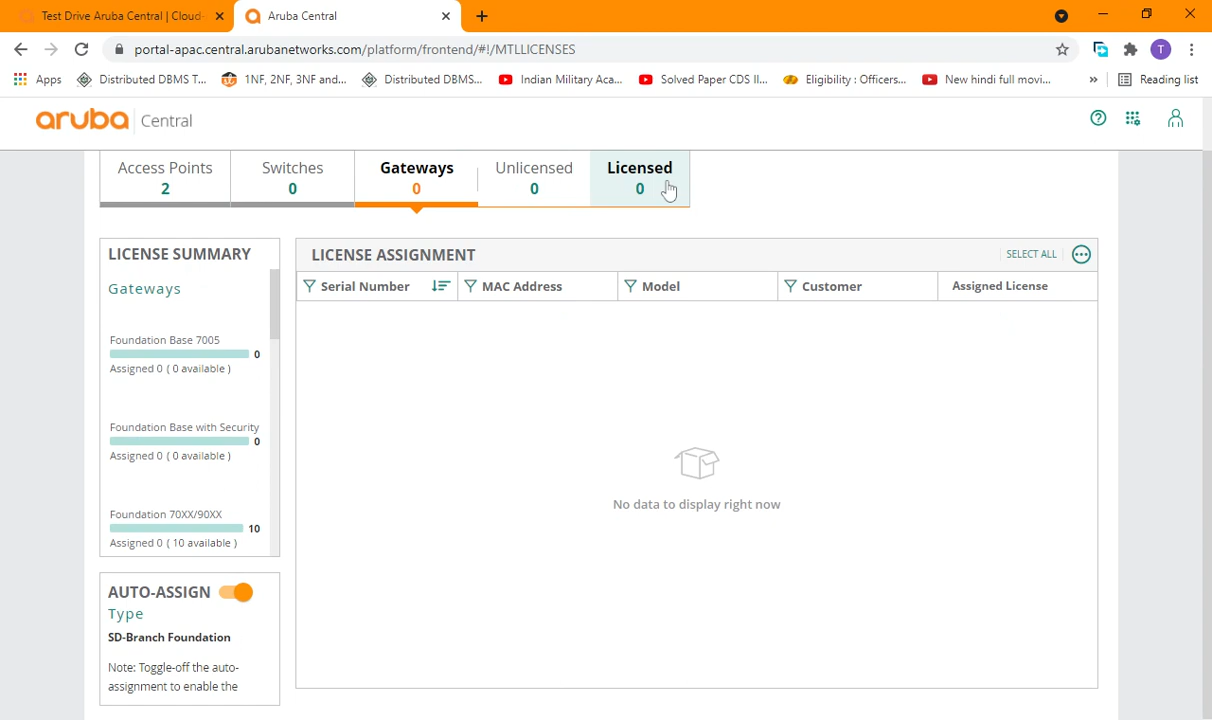 Test Drive Aruba Central | Cloud-
Aruba Central
portal-apac.central.arubanetworks.com/platform/frontend/#!/MTLLICENSES
T
Apps
Distributed DBMS T...
1NF, 2NF, 3NF and...
Distributed DBMS...
Indian Military Aca...
Solved Paper CDS II...
Eligibility : Officers...
New hindi full movi...
»
Reading list
aruba Central
Access Points
2
Switches
0
Gateways
0
Unlicensed
0
Licensed
0
LICENSE SUMMARY
Gateways
Foundation Base 7005
0
Assigned 0 ( 0 available )
Foundation Base with Security
0
Assigned 0 ( 0 available )
Foundation 70XX/90XX
10
Assigned 0 ( 10 available )
AUTO-ASSIGN
Type
SD-Branch Foundation
Note: Toggle-off the auto-
assignment to enable the
LICENSE ASSIGNMENT
SELECT ALL
Serial Number
MAC Address
Model
Customer
Assigned License
No data to display right now